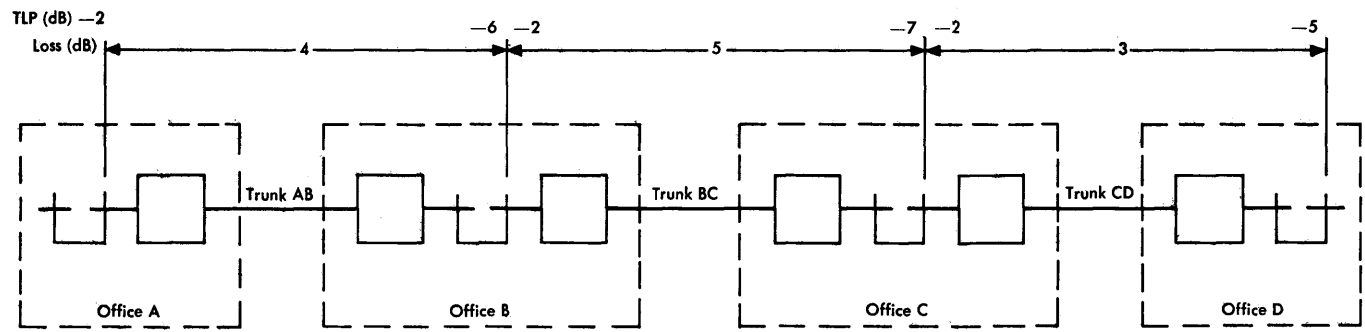 TLP (dB) —2 —6 —2 —7 —2 —5
Loss (dB) 4 5 3
Trunk AB Trunk BC Trunk CD
Office A Office B Office C Office D